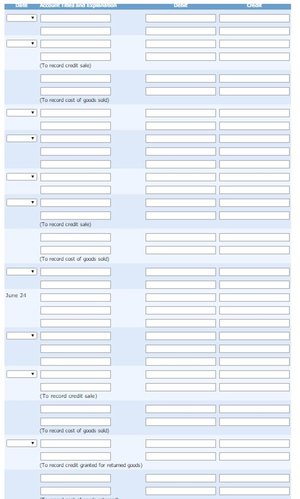 Date Account Titles and Explanation Debit Credit
(To record credit sale)
(To record cost of goods sold)
(To record credit sale)
(To record cost of goods sold)
June 24
(To record credit sale)
(To record cost of goods sold)
(To record credit granted for returned goods)